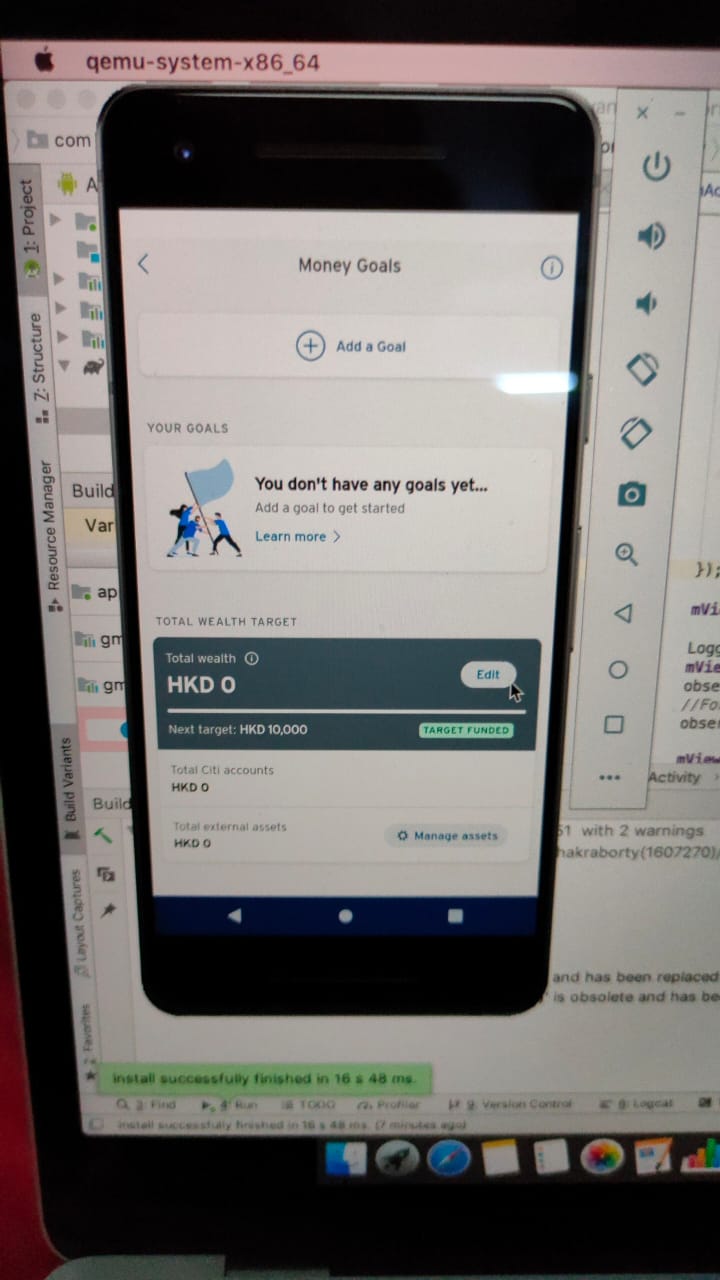 qemu-system-x86_64
com
1: Project
Money Goals
Add a Goal
YOUR GOALS
You don't have any goals yet...
Add a goal to get started
Learn more
TOTAL WEALTH TARGET
Total wealth
HKD 0
Edit
Next target: HKD 10,000
TARGET FUNDED
Total Citi accounts
HKD 0
Total external assets
HKD 0
Manage assets
Z: Structure
Resource Manager
Build
Var
ap
gm
gm
Build Variants
Build
Layout Captures
2: Favorites
});
mVi
Logg
mVie
obse
//Fo
obser
mView
Activity
51 with 2 warnings
hakraborty(1607270)/
and has been replaced
is obsolete and has be
install successfully finished in 16 s 48 ms.
3: Find
4: Run
TODO
Profiler
9: Version Control
6: Logcat
install successfully finished in 16 s 48 ms. (7 minutes ago)